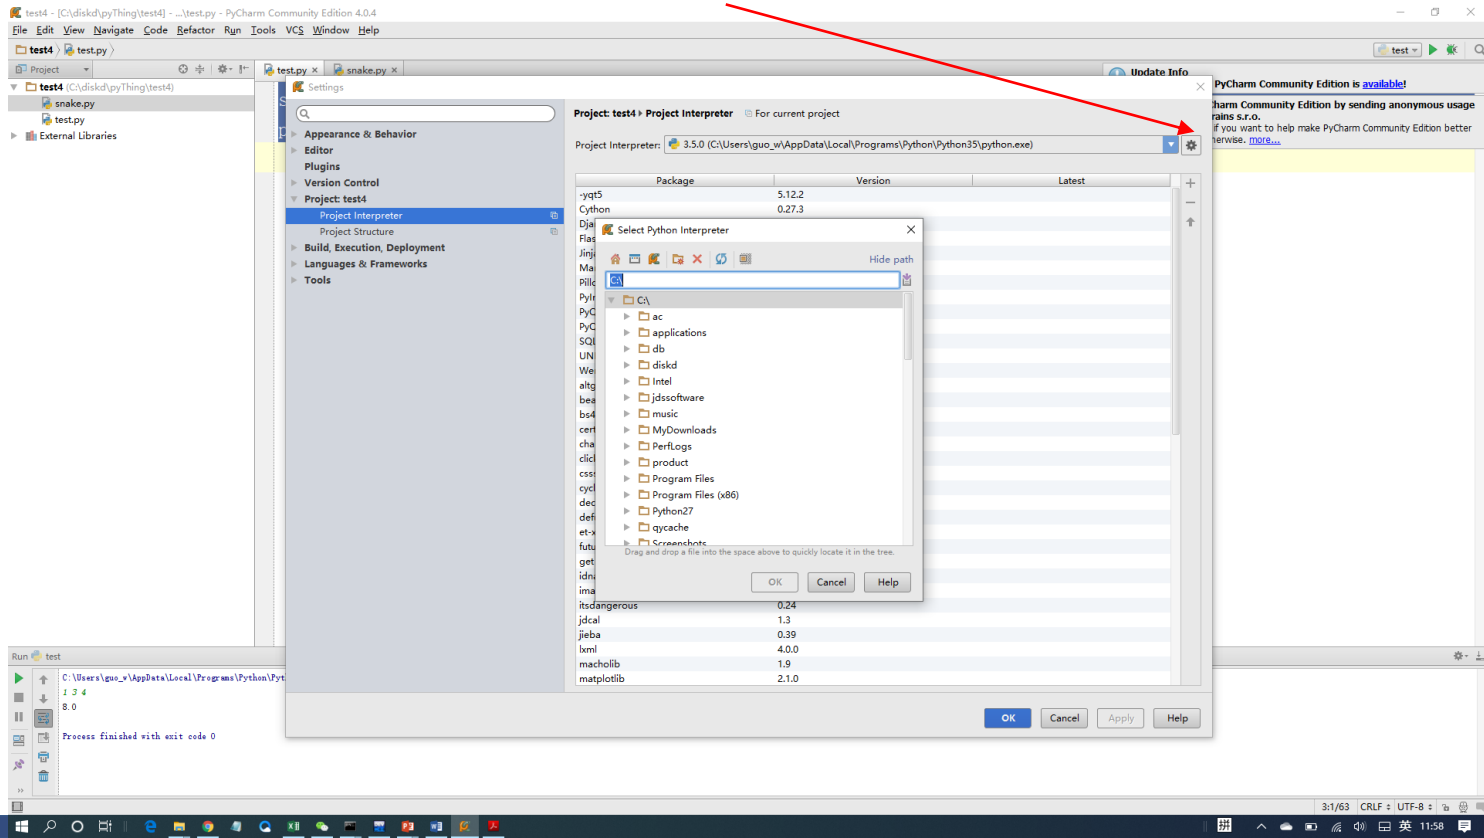 test4 - [C:\diskd\pyThing\test4] - ...\test.py - PyCharm Community Edition 4.0.4
File Edit View Navigate Code Refactor Run Tools VCS Window Help
test4 test.py test
Project test.py snake.py
Update Info
test4 (C:\diskd\pyThing\test4)
snake.py
test.py
External Libraries
PyCharm Community Edition is available!
Community Edition by sending anonymous usage
s.r.o.
if you want to help make PyCharm Community Edition better
more...
Settings
Appearance & Behavior
Editor
Plugins
Version Control
Project: test4
Project Interpreter
Project Structure
Build, Execution, Deployment
Languages & Frameworks
Tools
Project: test4 Project Interpreter For current project
Project Interpreter: 3.5.0 (C:\Users\guo_w\AppData\Local\Programs\Python\Python35\python.exe)
Package Version Latest
-yqt5 5.12.2
Cython 0.27.3
Select Python Interpreter
Hide path
C:\
C:\
ac
applications
db
diskd
Intel
jdssoftware
music
MyDownloads
PerfLogs
product
Program Files
Program Files (x86)
Python27
qycache
Screenshots
Drag and drop a file into the space above to quickly locate it in the tree.
OK Cancel Help
itsdangerous 0.24
jdcal 1.3
jieba 0.39
lxml 4.0.0
macholib 1.9
matplotlib 2.1.0
OK Cancel Apply Help
Run test
C:\Users\guo_w\AppData\Local\Programs\Python\Pyt
1 3 4
8.0
Process finished with exit code 0
3:1/63 CRLF UTF-8
拼 英 11:58